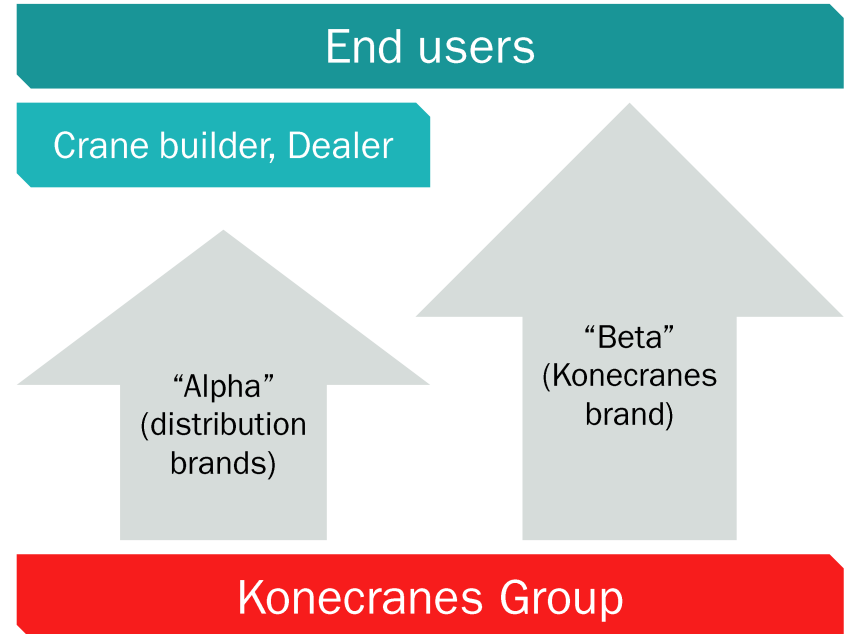 End users
Crane builder, Dealer
“Alpha”
(distribution
brands)
“Beta”
(Konecranes
brand)
Konecranes Group